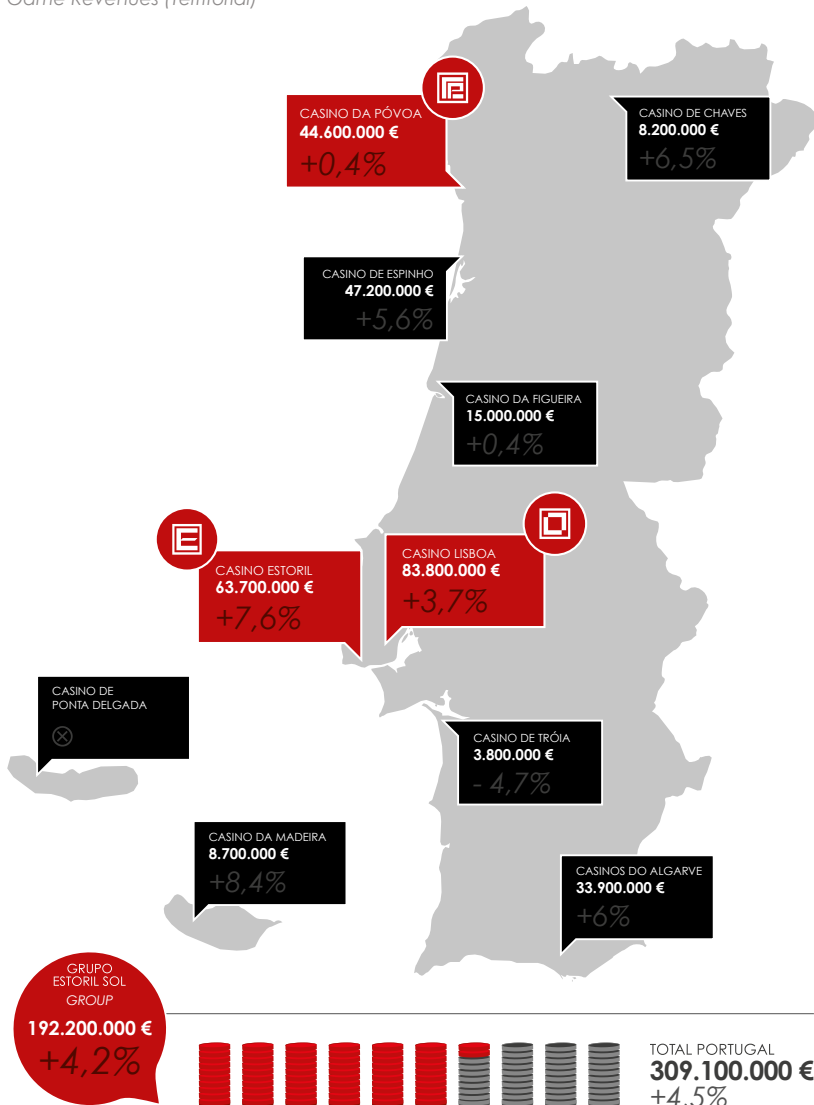 Game Revenues (Territorial)
CASINO DA PÓVOA
44.600.000 €
+0,4%
CASINO DE CHAVES
8.200.000 €
+6,5%
CASINO DE ESPINHO
47.200.000 €
+5,6%
CASINO DA FIGUEIRA
15.000.000 €
+0,4%
CASINO ESTORIL
63.700.000 €
+7,6%
CASINO LISBOA
83.800.000 €
+3,7%
CASINO DE
PONTA DELGADA
CASINO DE TRÓIA
3.800.000 €
- 4,7%
CASINO DA MADEIRA
8.700.000 €
+8,4%
CASINOS DO ALGARVE
33.900.000 €
+6%
GRUPO
ESTORIL SOL
GROUP
192.200.000 €
+4,2%
TOTAL PORTUGAL
309.100.000 €
+4,5%